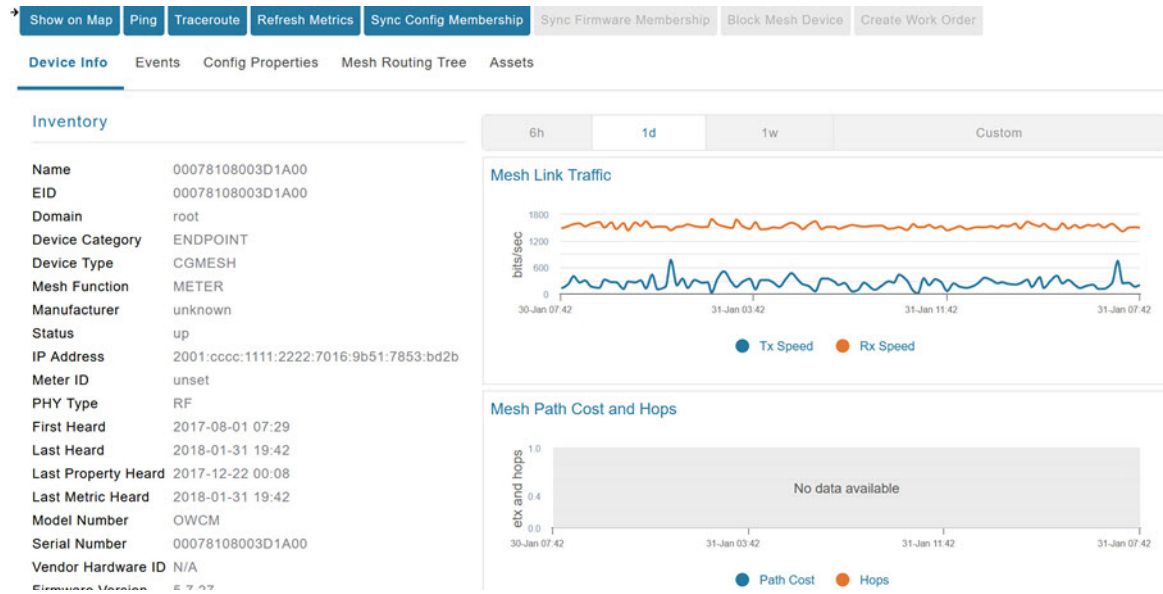 Show on Map Ping Traceroute Refresh Metrics Sync Config Membership Sync Firmware Membership Block Mesh Device Create Work Order
Device Info Events Config Properties Mesh Routing Tree Assets
Inventory
Name 00078108003D1A00
EID 00078108003D1A00
Domain root
Device Category ENDPOINT
Device Type CGMESH
Mesh Function METER
Manufacturer unknown
Status up
IP Address 2001:cccc:1111:2222:7016:9b51:7853:bd2b
Meter ID unset
PHY Type RF
First Heard 2017-08-01 07:29
Last Heard 2018-01-31 19:42
Last Property Heard 2017-12-22 00:08
Last Metric Heard 2018-01-31 19:42
Model Number OWCM
Serial Number 00078108003D1A00
Vendor Hardware ID N/A
Firmware Version 5.7.27
6h 1d 1w Custom
Mesh Link Traffic
bits/sec
1800
1200
600
0
30-Jan 07:42 31-Jan 03:42 31-Jan 11:42 31-Jan 07:42
Tx Speed Rx Speed
Mesh Path Cost and Hops
etx and hops
1.0
0.4
0.0
No data available
30-Jan 07:42 31-Jan 03:42 31-Jan 11:42 31-Jan 07:42
Path Cost Hops